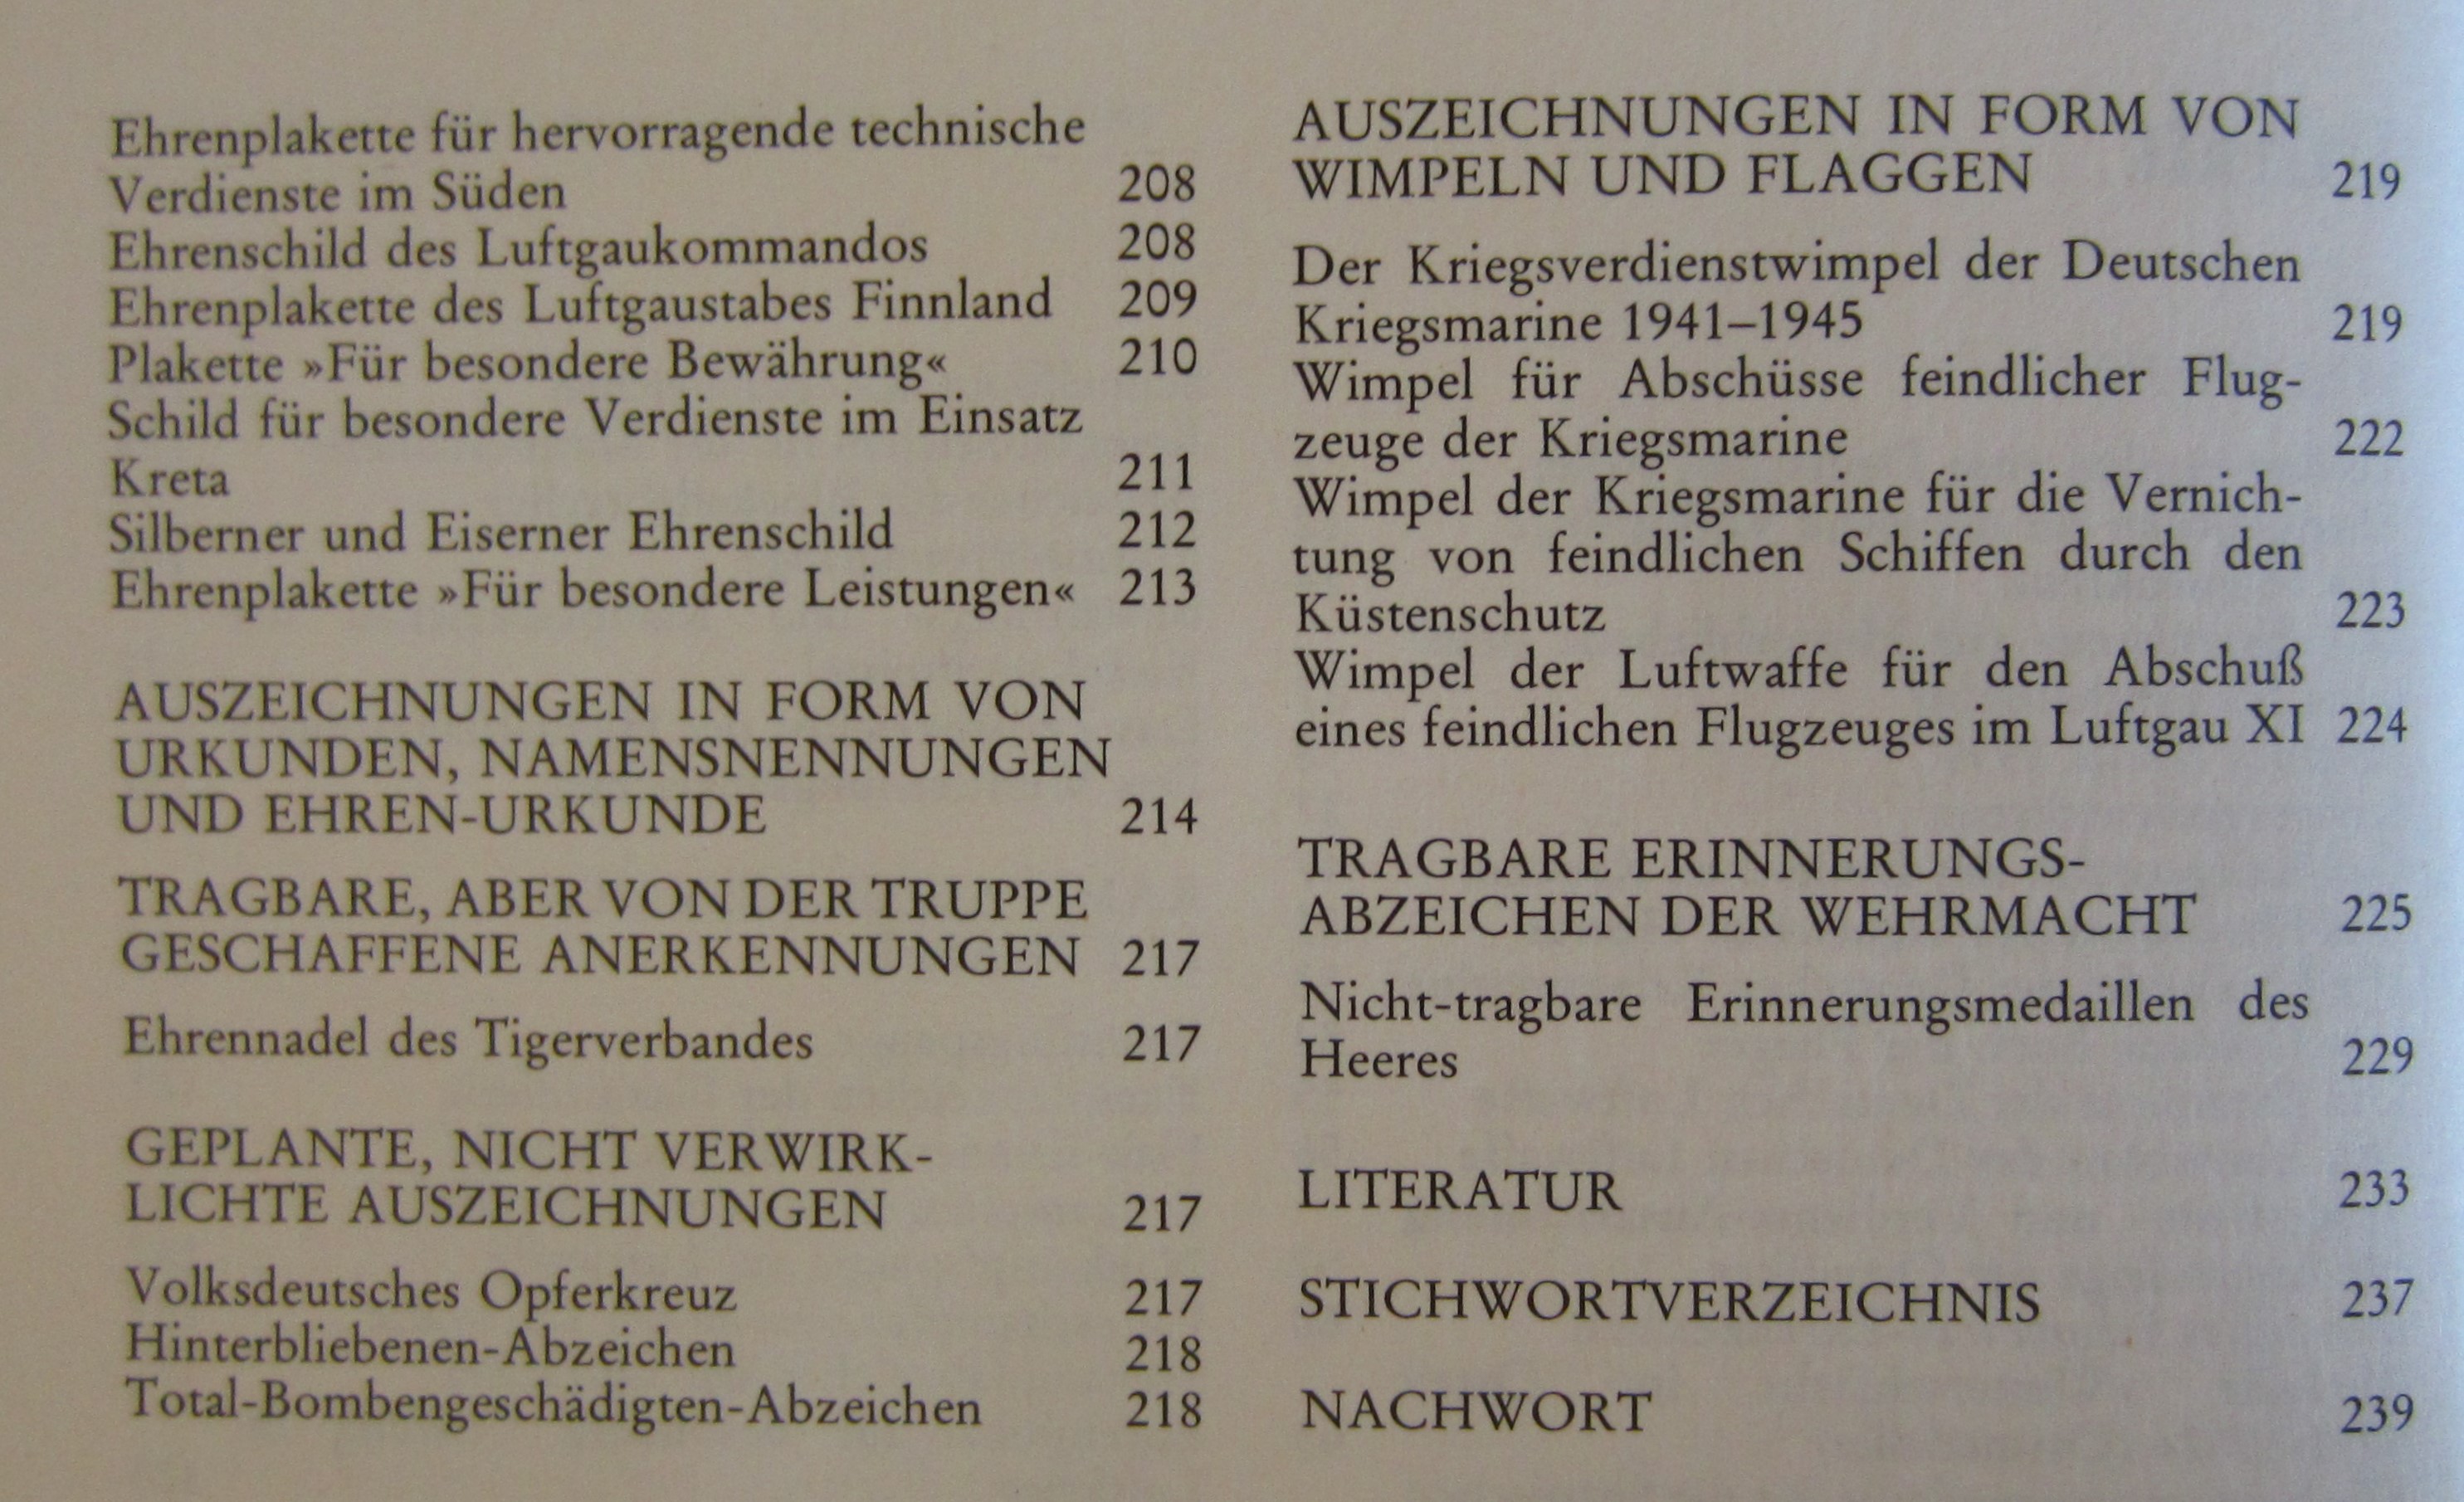 Ehrenplakette für hervorragende technische
Verdienste im Süden 208
Ehrenschild des Luftgaukommandos 208
Ehrenplakette des Luftgaustabes Finnland 209
Plakette »Für besondere Bewährung« 210
Schild für besondere Verdienste im Einsatz
Kreta 211
Silberner und Eiserner Ehrenschild 212
Ehrenplakette »Für besondere Leistungen« 213
AUSZEICHNUNGEN IN FORM VON
URKUNDEN, NAMENSNENNUNGEN
UND EHREN-URKUNDE 214
TRAGBARE, ABER VON DER TRUPPE
GESCHAFFENE ANERKENNUNGEN 217
Ehrennadel des Tigerverbandes 217
GEPLANTE, NICHT VERWIRK-
LICHTE AUSZEICHNUNGEN 217
Volksdeutsches Opferkreuz 217
Hinterbliebenen-Abzeichen 218
Total-Bombengeschädigten-Abzeichen 218
AUSZEICHNUNGEN IN FORM VON
WIMPELN UND FLAGGEN 219
Der Kriegsverdienstwimpel der Deutschen
Kriegsmarine 1941–1945 219
Wimpel für Abschüsse feindlicher Flug-
zeuge der Kriegsmarine 222
Wimpel der Kriegsmarine für die Vernich-
tung von feindlichen Schiffen durch den
Küstenschutz 223
Wimpel der Luftwaffe für den Abschuß
eines feindlichen Flugzeuges im Luftgau XI 224
TRAGBARE ERINNERUNGS-
ABZEICHEN DER WEHRMACHT 225
Nicht-tragbare Erinnerungsmedaillen des
Heeres 229
LITERATUR 233
STICHWORTVERZEICHNIS 237
NACHWORT 239